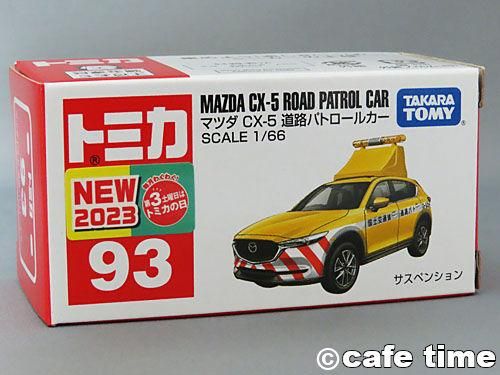 MAZDA CX-5 ROAD PATROL CAR
マツダ CX-5 道路パトロールカー
SCALE 1/66
TAKARA
TOMY
トミカ
®
NEW
2023
第3土曜日は
トミカの日
93
サスペンション
©cafe time